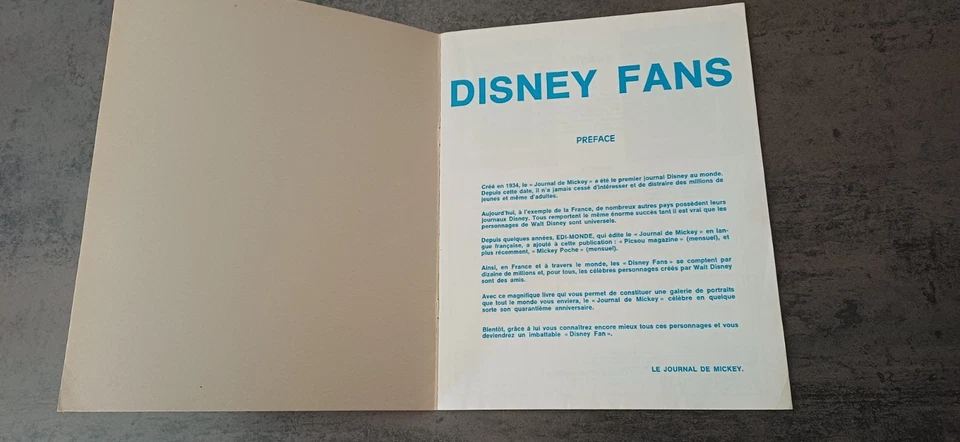 DISNEY FANS
PREFACE
Créé en 1934, le « Journal de Mickey » a été le premier journal Disney au monde.
Depuis cette date, il n'a jamais cessé d'intéresser et de distraire des millions de
jeunes et même d'adultes.
Aujourd'hui, à l'exemple de la France, de nombreux autres pays possèdent leurs
journaux Disney. Tous remportent le même énorme succès tant il est vrai que les
personnages de Walt Disney sont universels.
Depuis quelques années, EDI-MONDE, qui édite le « Journal de Mickey » en lan-
gue française, a ajouté à cette publication : « Picsou magazine » (mensuel), et
plus récemment, « Mickey Poche » (mensuel).
Ainsi, en France et à travers le monde, les « Disney Fans » se comptent par
dizaine de millions et, pour tous, les célèbres personnages créés par Walt Disney
sont des amis.
Avec ce magnifique livre qui vous permet de constituer une galerie de portraits
que tout le monde vous enviera, le « Journal de Mickey » célèbre en quelque
sorte son quarantième anniversaire.
Bientôt, grâce à lui vous connaîtrez encore mieux tous ces personnages et vous
deviendrez un imbattable « Disney Fan ».
LE JOURNAL DE MICKEY.